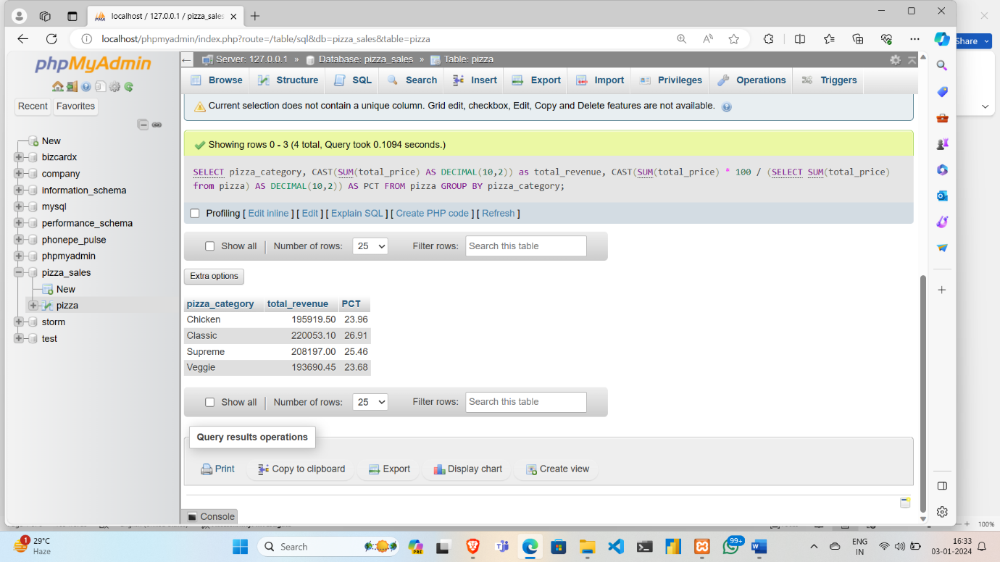 localhost / 127.0.0.1 / pizza_sales
localhost/phpmyadmin/index.php?route=/table/sql&db=pizza_sales&table=pizza
Share
phpMyAdmin
Recent Favorites
New
bizcardx
company
information_schema
mysql
performance_schema
phonepe_pulse
phpmyadmin
pizza_sales
New
pizza
storm
test
Server: 127.0.0.1 » Database: pizza_sales » Table: pizza
Browse Structure SQL Search Insert Export Import Privileges Operations Triggers
Current selection does not contain a unique column. Grid edit, checkbox, Edit, Copy and Delete features are not available.
Showing rows 0 - 3 (4 total, Query took 0.1094 seconds.)
SELECT pizza_category, CAST(SUM(total_price) AS DECIMAL(10,2)) as total_revenue, CAST(SUM(total_price) * 100 / (SELECT SUM(total_price)
from pizza) AS DECIMAL(10,2)) AS PCT FROM pizza GROUP BY pizza_category;
Profiling [ Edit inline ] [ Edit ] [ Explain SQL ] [ Create PHP code ] [ Refresh ]
Show all | Number of rows: 25 Filter rows: Search this table
Extra options
pizza_category total_revenue PCT
Chicken 195919.50 23.96
Classic 220053.10 26.91
Supreme 208197.00 25.46
Veggie 193690.45 23.68
Show all | Number of rows: 25 Filter rows: Search this table
Query results operations
Print Copy to clipboard Export Display chart Create view
Console
100%
1
29°C
Haze
Search
PRE
99+
ENG
IN
16:33
03-01-2024